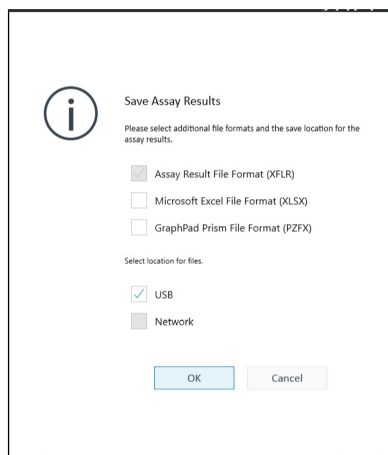 Save Assay Results
Please select additional file formats and the save location for the
assay results.
Assay Result File Format (XFLR)
Microsoft Excel File Format (XLSX)
GraphPad Prism File Format (PZFX)
Select location for files.
USB
Network
OK
Cancel